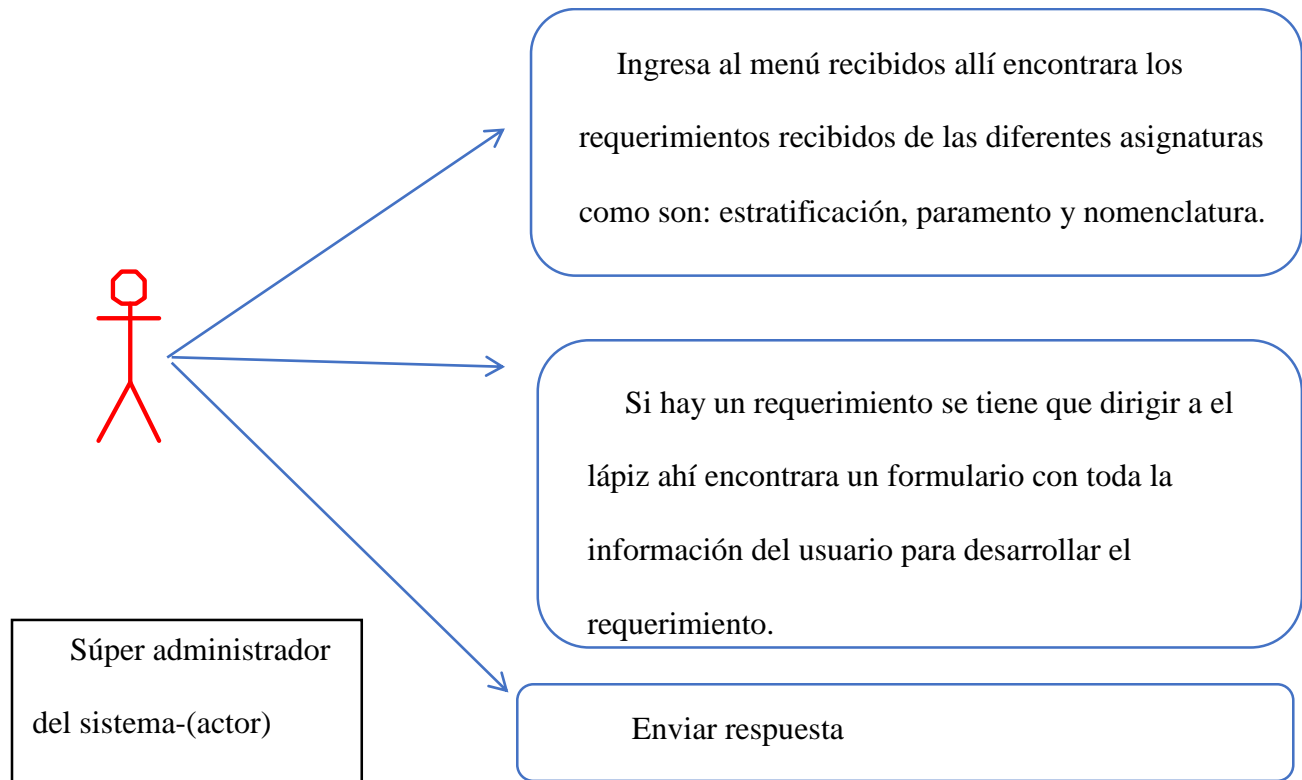 Ingresa al menú recibidos allí encontrara los
requerimientos recibidos de las diferentes asignaturas
como son: estratificación, paramento y nomenclatura.
Si hay un requerimiento se tiene que dirigir a el
lápiz ahí encontrara un formulario con toda la
información del usuario para desarrollar el
requerimiento.
Súper administrador
del sistema-(actor)
Enviar respuesta